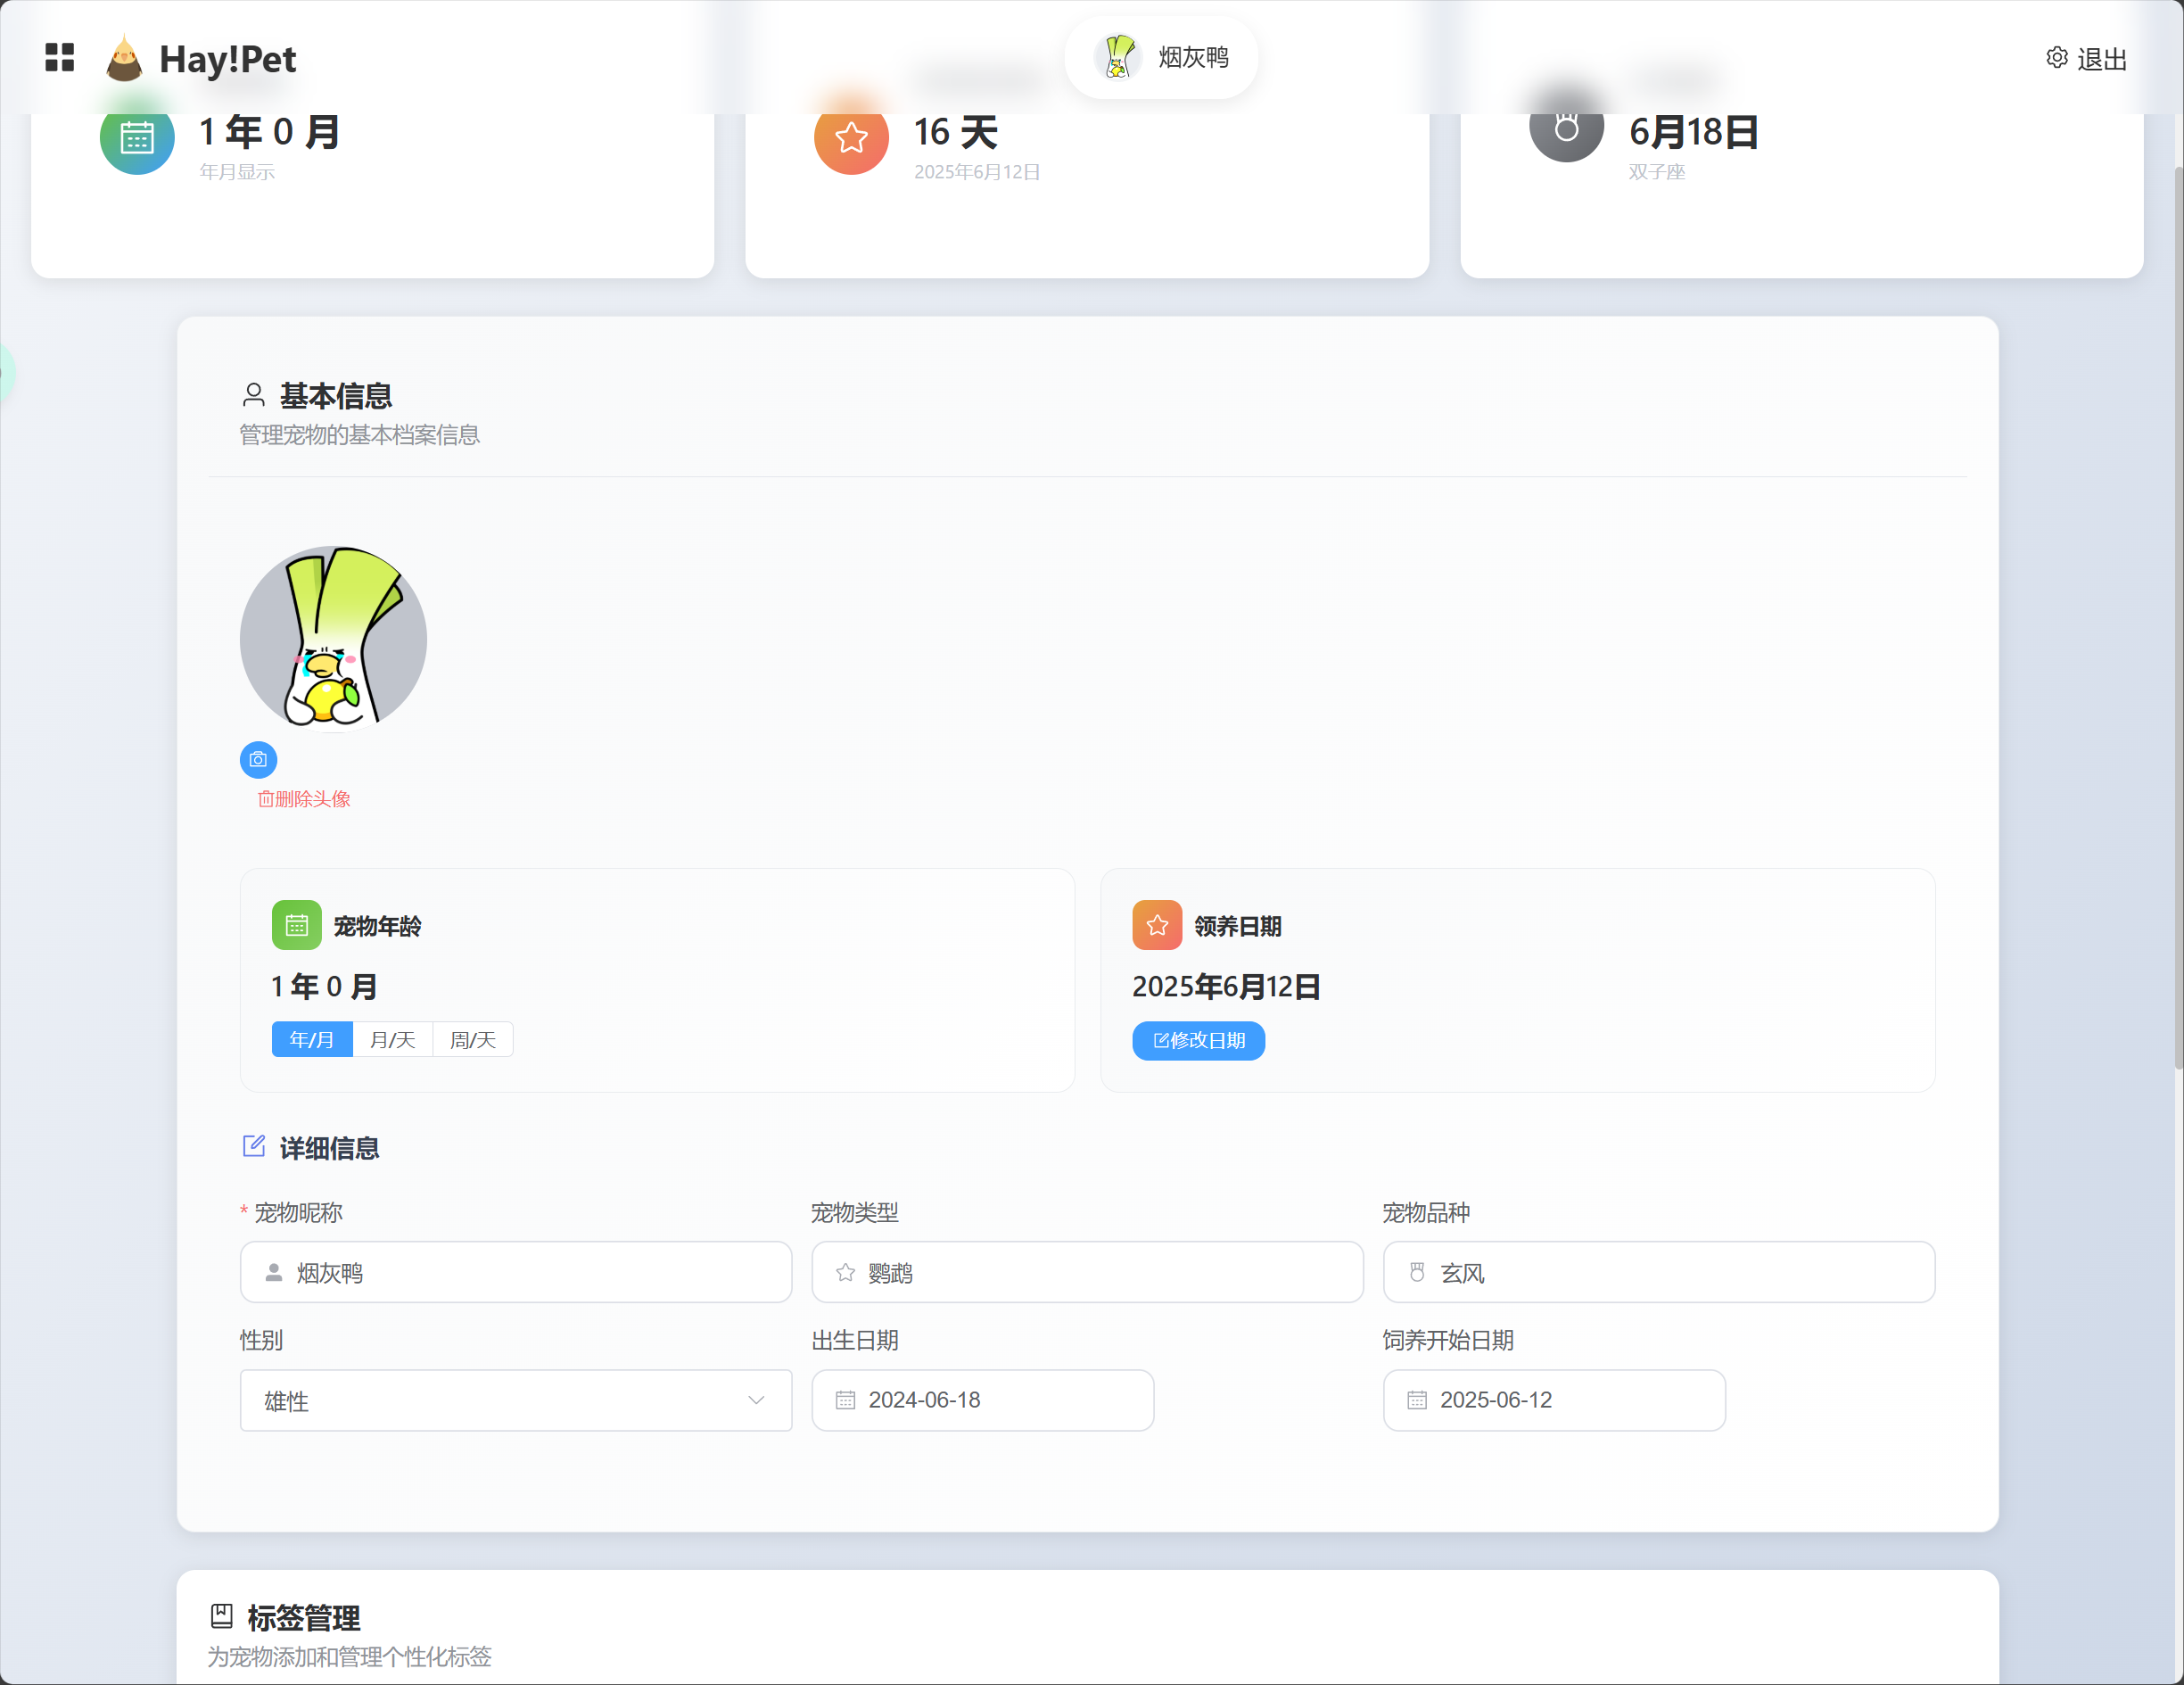 Hay!Pet
烟灰鸭
退出
1 年 0 月
年月显示
16 天
2025年6月12日
6月18日
双子座
基本信息
管理宠物的基本档案信息
删除头像
宠物年龄
1 年 0 月
年/月 月/天 周/天
领养日期
2025年6月12日
修改日期
详细信息
* 宠物昵称
烟灰鸭
宠物类型
鹦鹉
宠物品种
玄风
性别
雄性
出生日期
2024-06-18
饲养开始日期
2025-06-12
标签管理
为宠物添加和管理个性化标签